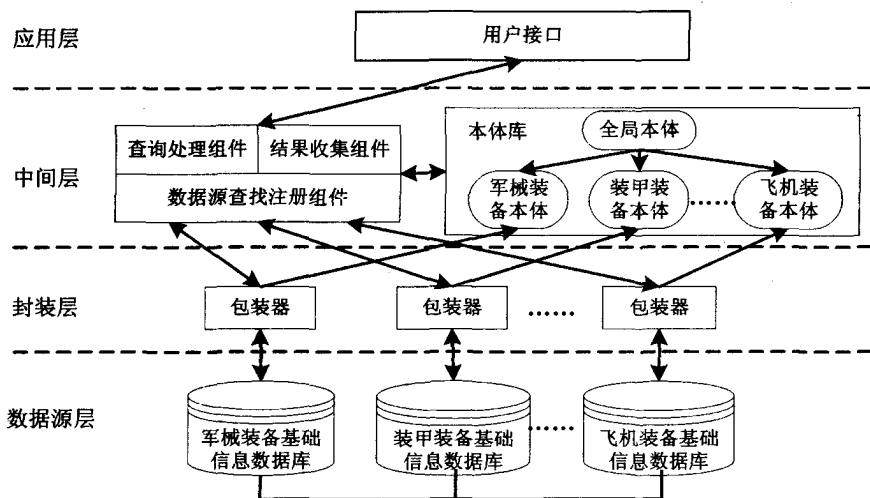 应用层
用户接口
中间层
查询处理组件
结果收集组件
数据源查找注册组件
本体库
全局本体
军械装
备本体
装甲装
备本体
……
飞机装
备本体
封装层
包装器
包装器
……
包装器
数据源层
军械装备基础
信息数据库
装甲装备基础
信息数据库
……
飞机装备基础
信息数据库